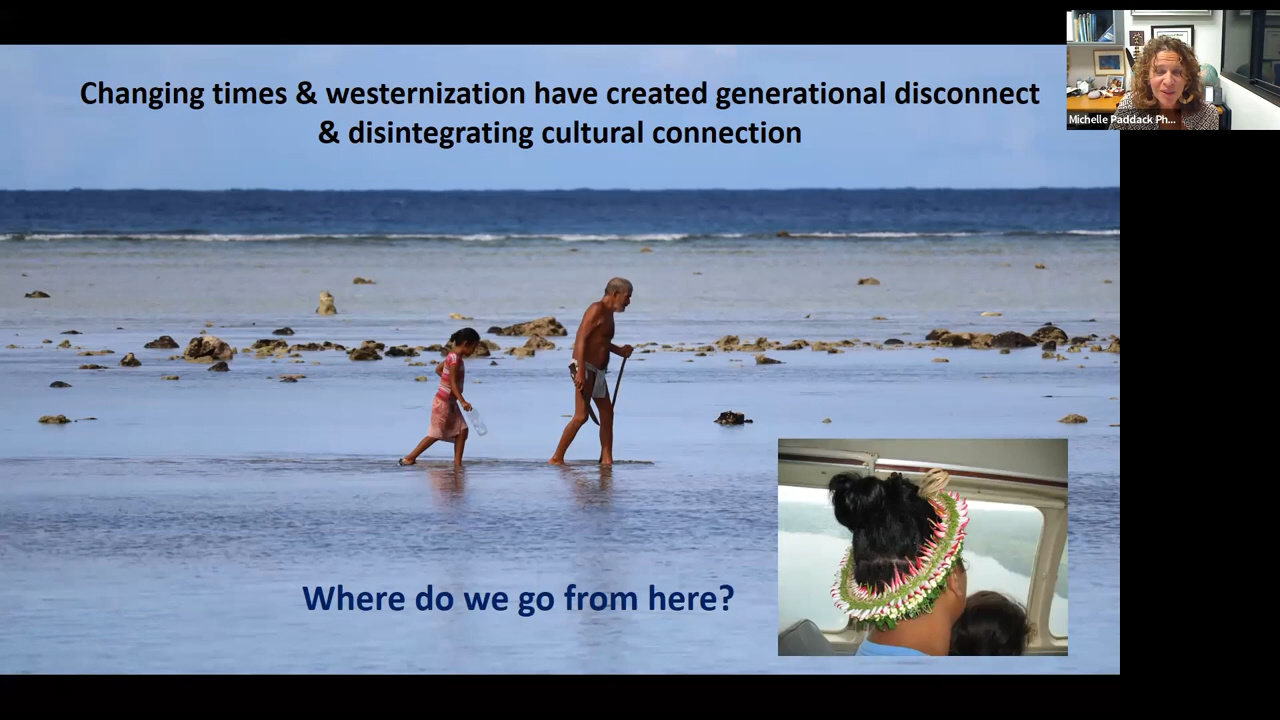 Changing times & westernization have created generational disconnect
& disintegrating cultural connection
Michelle Paddack Ph...
Where do we go from here?